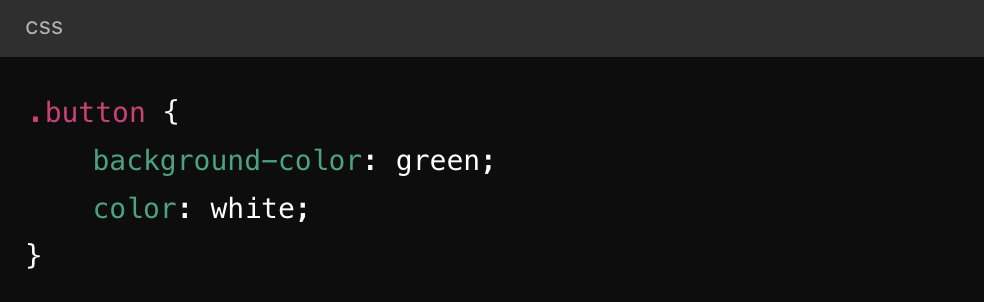 css
.button {
    background-color: green;
    color: white;
}